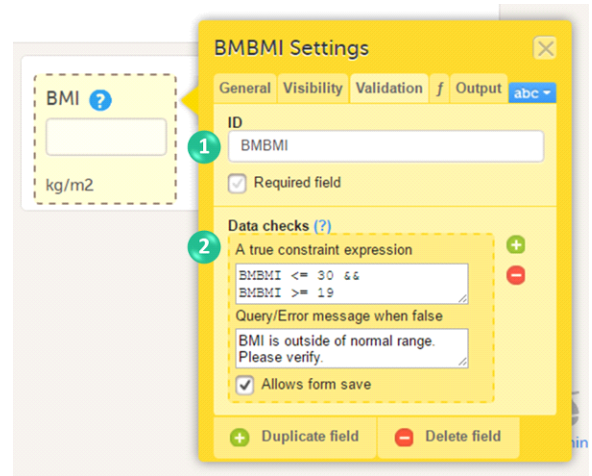 BMBMI Settings
General Visibility Validation f Output abc
BMI ?
kg/m2
ID
1
BMBMI
Required field
Data checks (?)
2
A true constraint expression
BMBMI <= 30 &&
BMBMI >= 19
Query/Error message when false
BMI is outside of normal range.
Please verify.
Allows form save
Duplicate field
Delete field
in